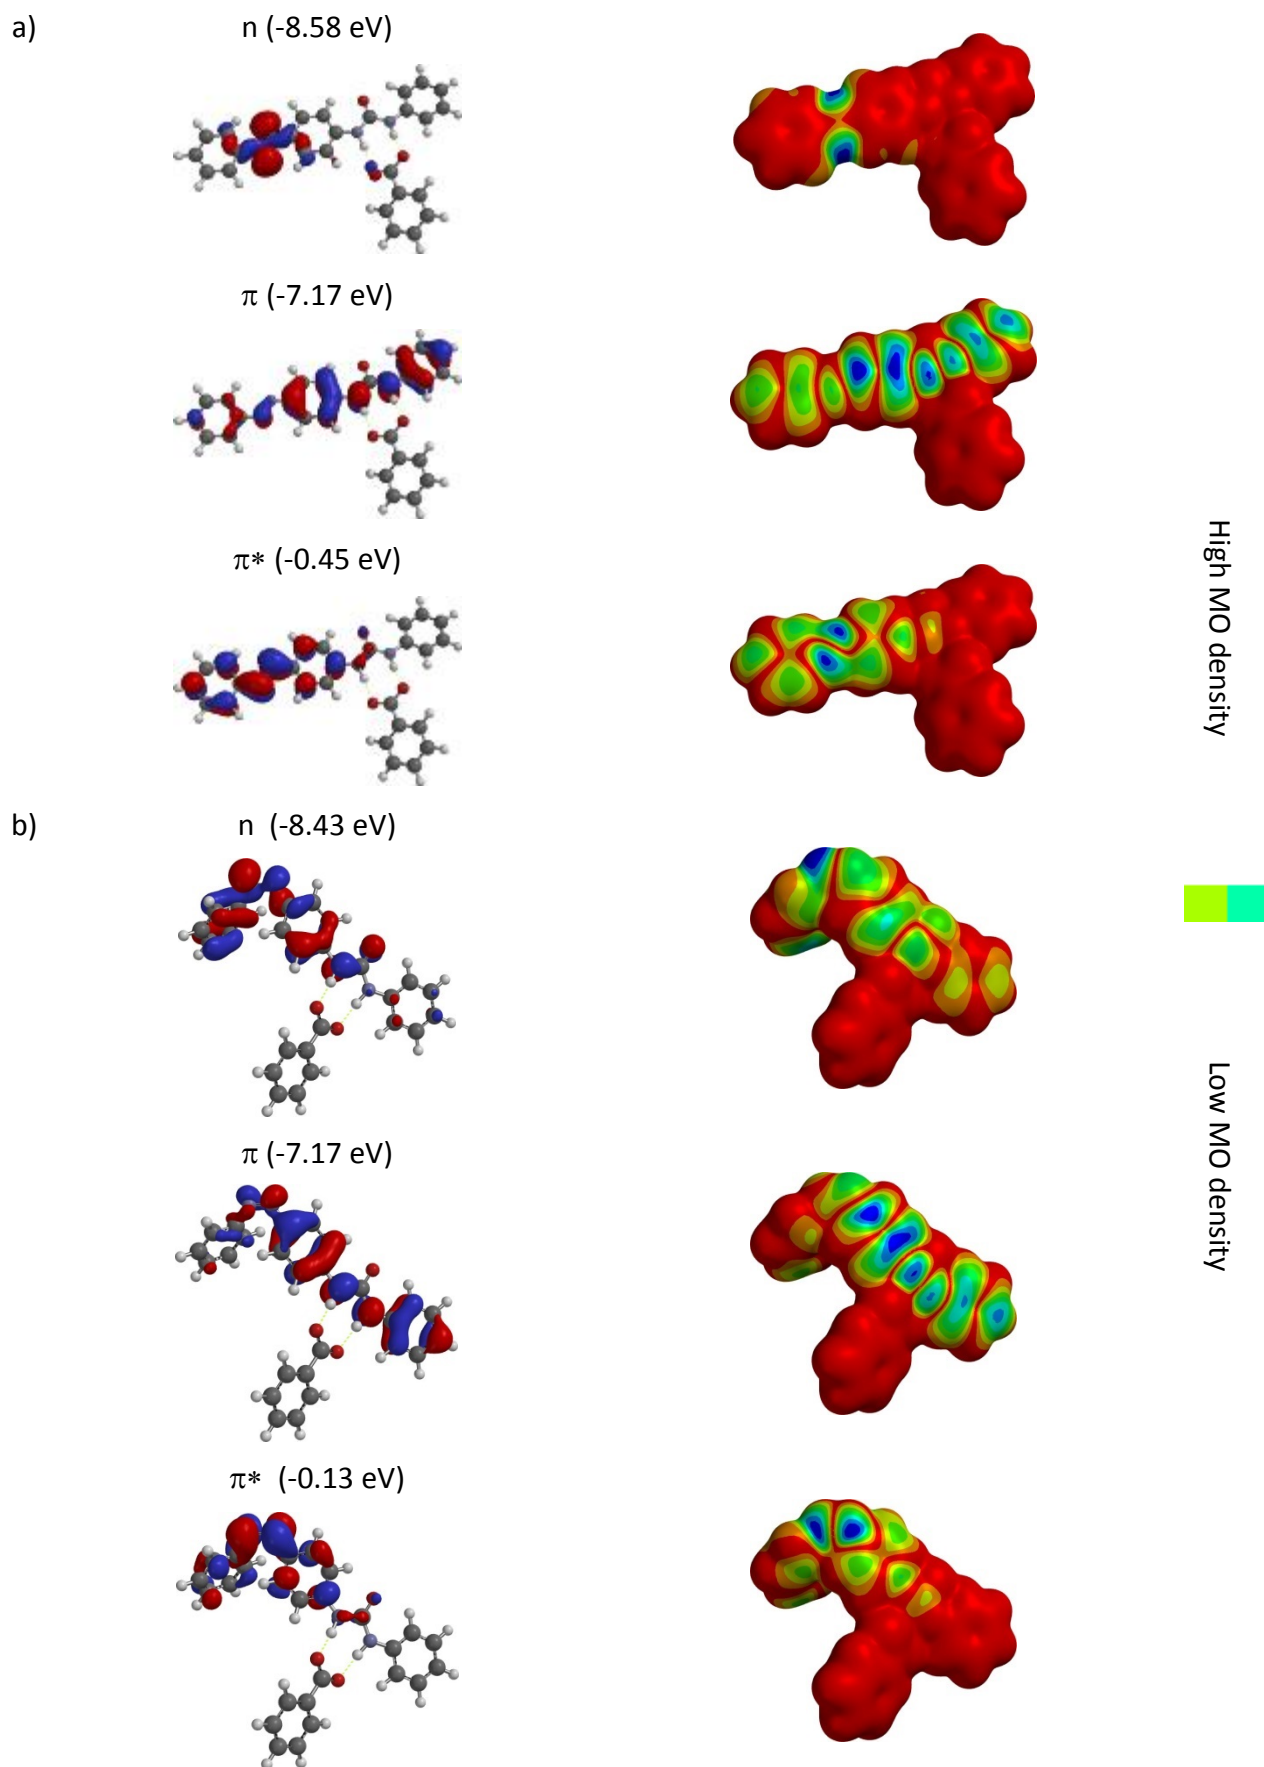 a)
n (-8.58 eV)
π (-7.17 eV)
π* (-0.45 eV)
High MO density
b)
n (-8.43 eV)
Low MO density
π (-7.17 eV)
π* (-0.13 eV)